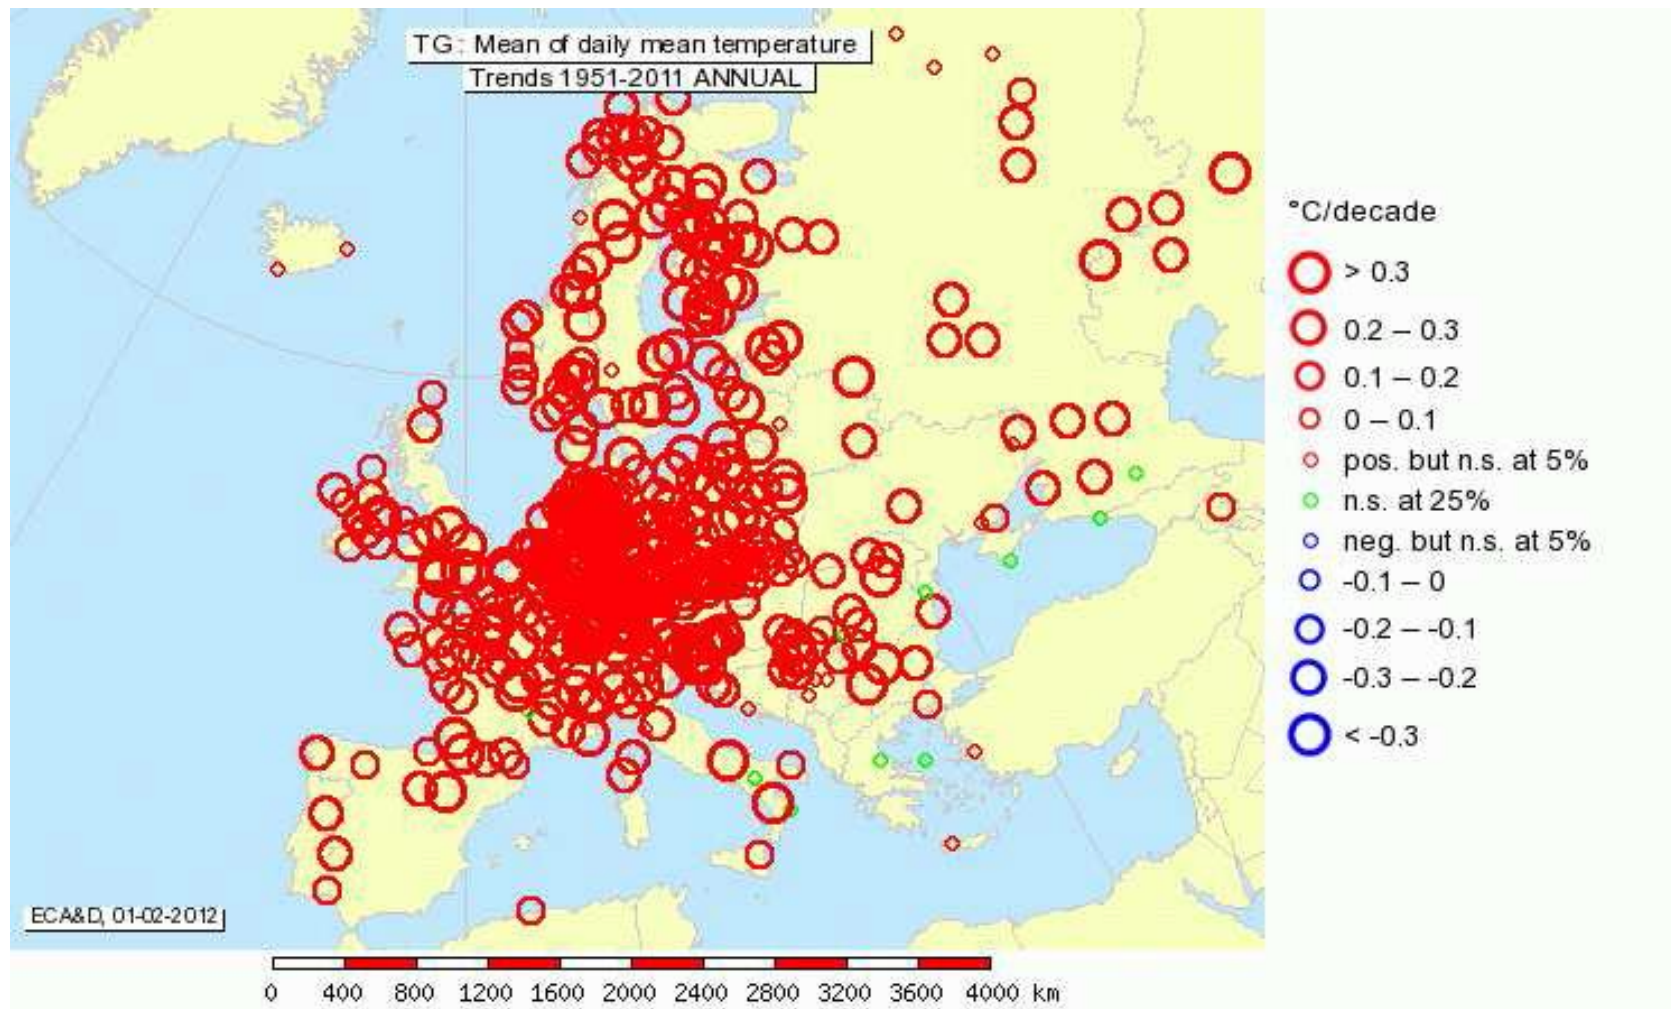 TG: Mean of daily mean temperature
Trends 1951-2011 ANNUAL
°C/decade
> 0.3
0.2 – 0.3
0.1 – 0.2
0 – 0.1
pos. but n.s. at 5%
n.s. at 25%
neg. but n.s. at 5%
-0.1 – 0
-0.2 – -0.1
-0.3 – -0.2
< -0.3
ECA&D, 01-02-2012
0 400 800 1200 1600 2000 2400 2800 3200 3600 4000 km